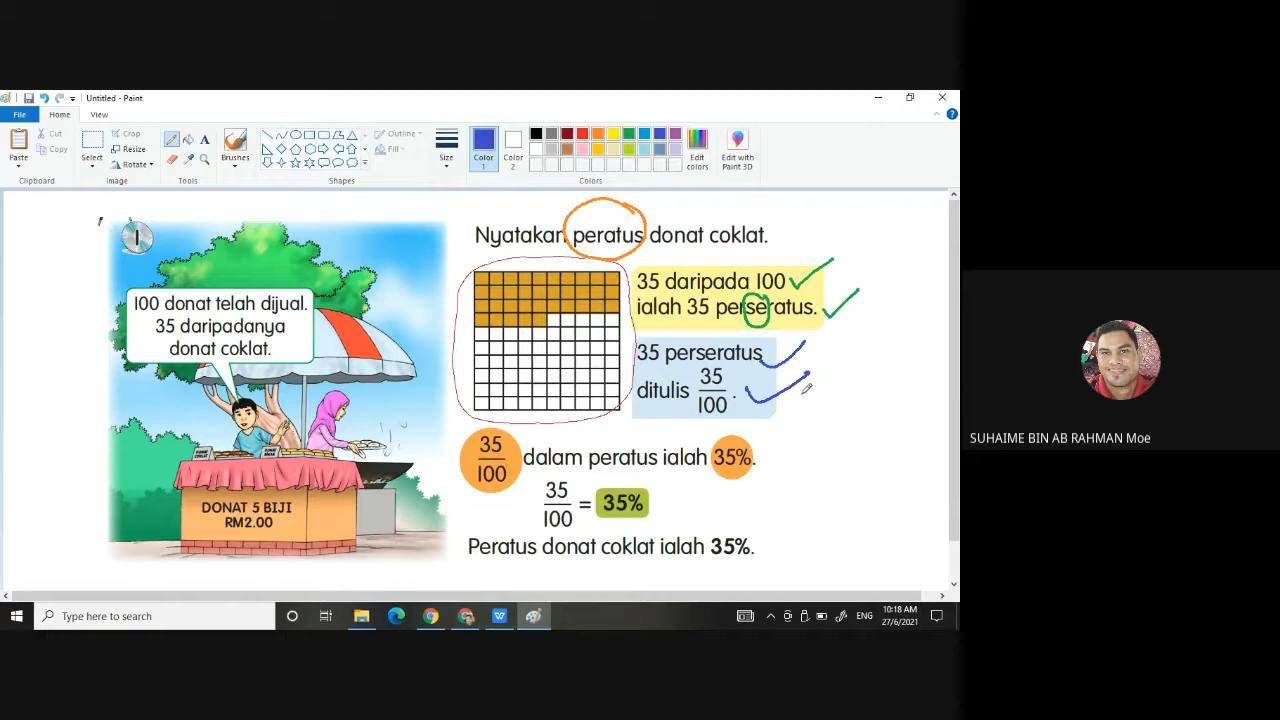 Untitled - Paint
File Home View
Paste
Cut
Copy
Clipboard
Select
Crop
Resize
Rotate
Image
Tools
Brushes
Shapes
Outline
Fill
Size
Color 1
Color 2
Colors
Edit colors
Edit with Paint 3D
1
100 donat telah dijual.
35 daripadanya
donat coklat.
DONAT 5 BIJI
RM2.00
Nyatakan peratus donat coklat.
35 daripada 100
ialah 35 perseratus.
35 perseratus
ditulis 35/100.
35/100 dalam peratus ialah 35%.
35/100 = 35%
Peratus donat coklat ialah 35%.
SUHAIME BIN AB RAHMAN Moe
Type here to search
ENG
10:18 AM
27/6/2021